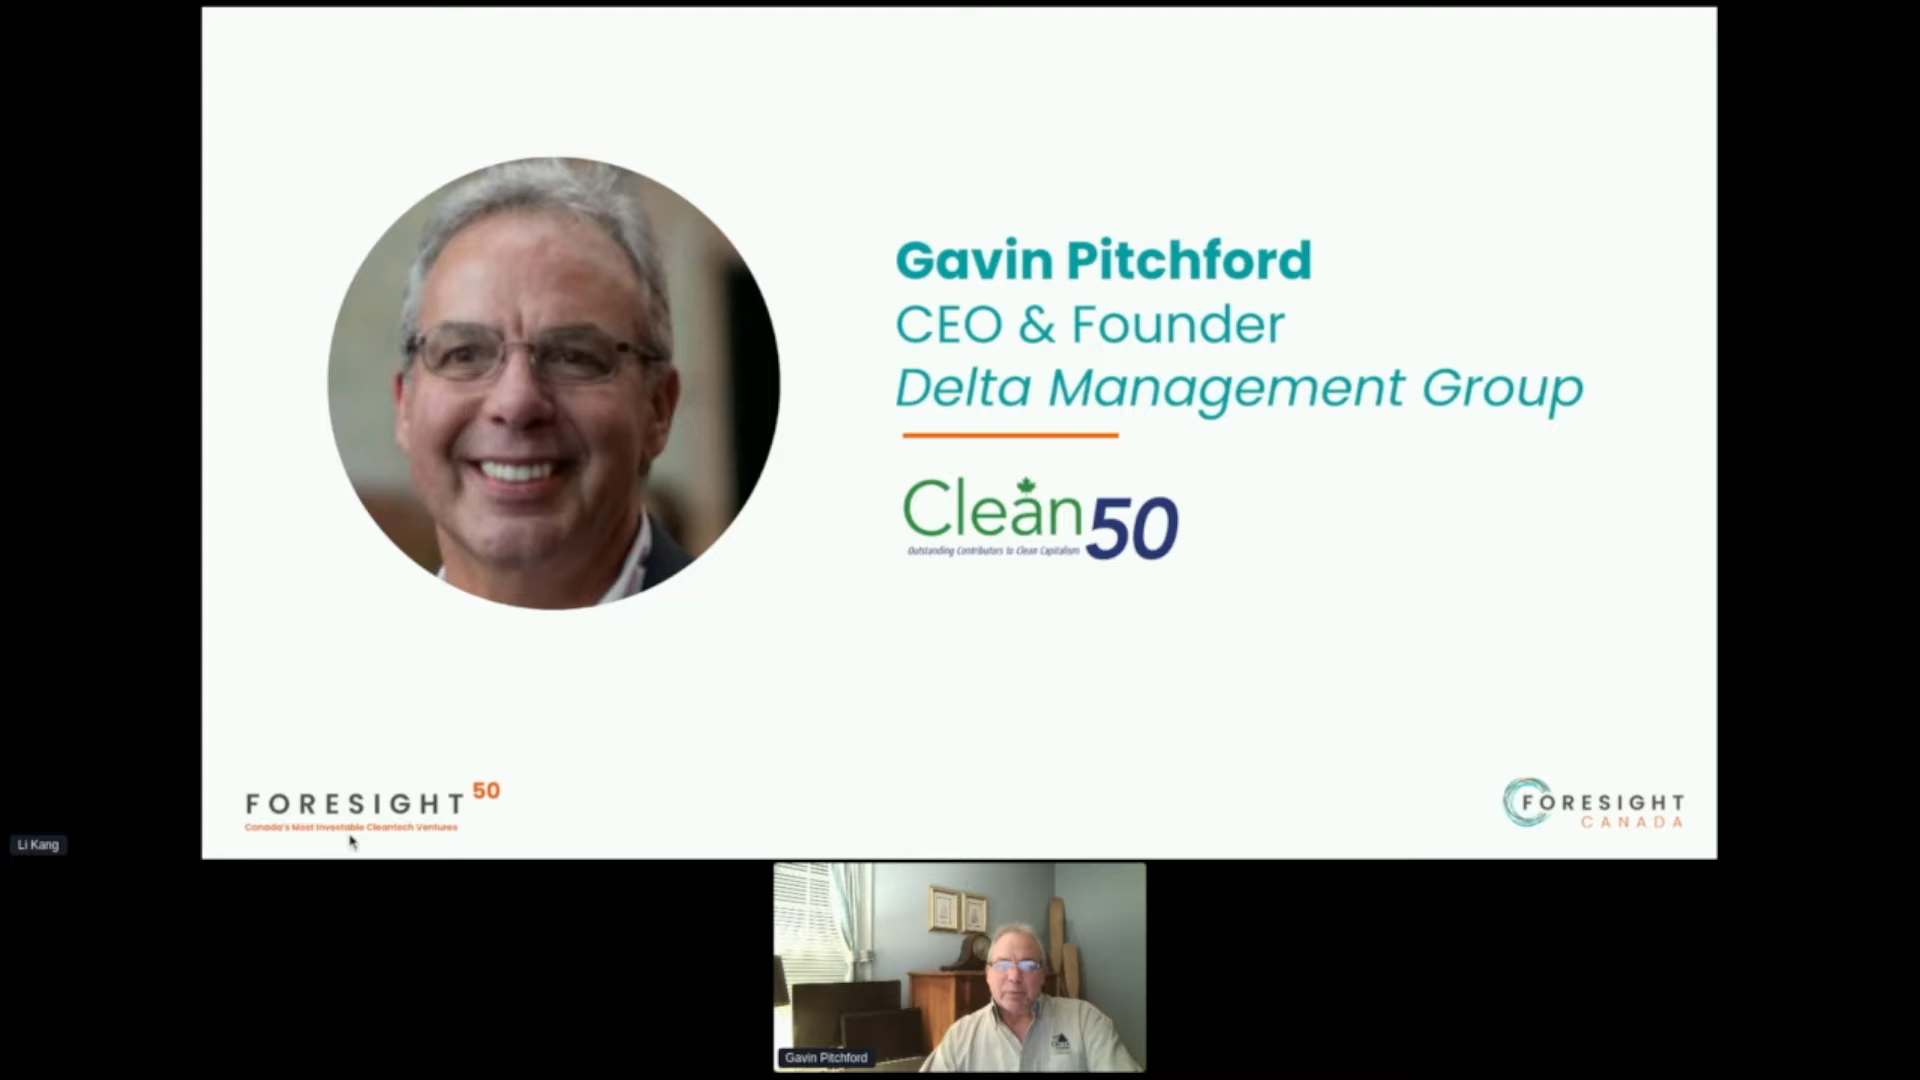 Gavin Pitchford
CEO & Founder
Delta Management Group
Clean50
Outstanding Contributors to Clean Capitalism
FORESIGHT 50
Canada's Most Investable Cleantech Ventures
FORESIGHT
CANADA
Li Kang
Gavin Pitchford